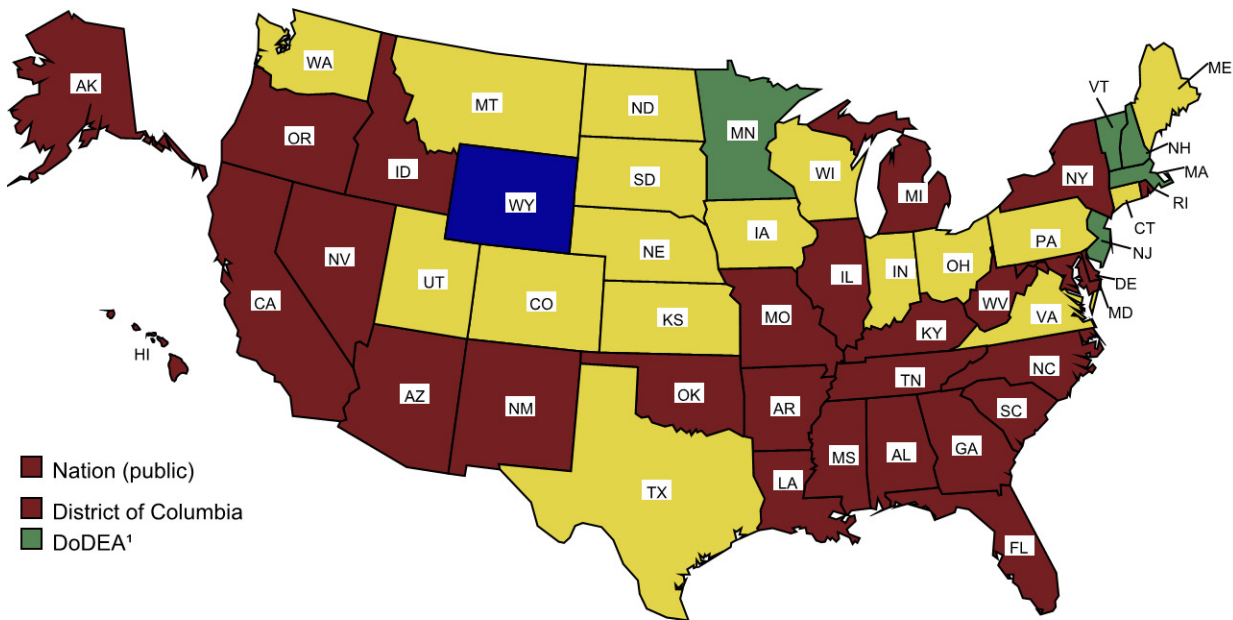 AK
WA
MT
ND
MN
VT
ME
OR
ID
SD
WI
NH
MA
NY
MI
RI
WY
IA
CT
NE
PA
NJ
NV
UT
IL
IN
OH
DE
CA
CO
WV
MD
KS
MO
VA
KY
HI
NC
TN
AZ
NM
OK
AR
SC
MS
AL
GA
LA
TX
FL
Nation (public)
District of Columbia
DoDEA¹